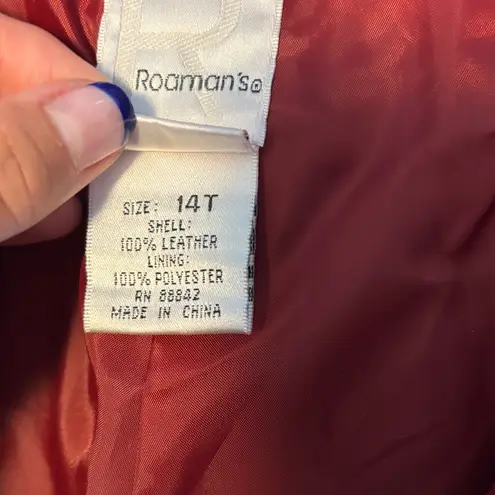 Roaman's®
SIZE: 14T
SHELL:
100% LEATHER
LINING:
100% POLYESTER
RN 88842
MADE IN CHINA